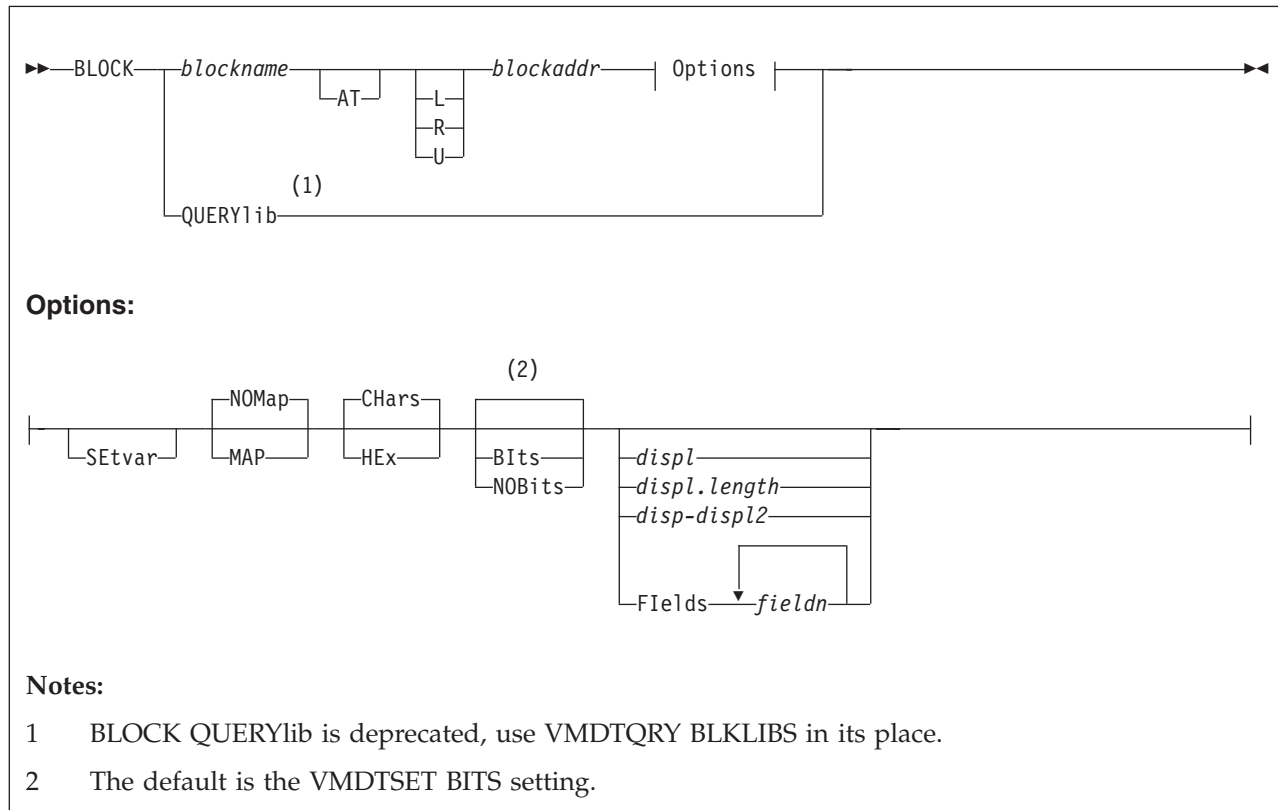 BLOCK blockname AT L R U blockaddr Options
(1)
QUERYlib
Options:
(2)
NOMap CHars
SEtvar MAP HEx BIts NOBits displ
displ.length
disp-displ2
FIelds fieldn
Notes:
1 BLOCK QUERYlib is deprecated, use VMDTQRY BLKLIBS in its place.
2 The default is the VMDTSET BITS setting.